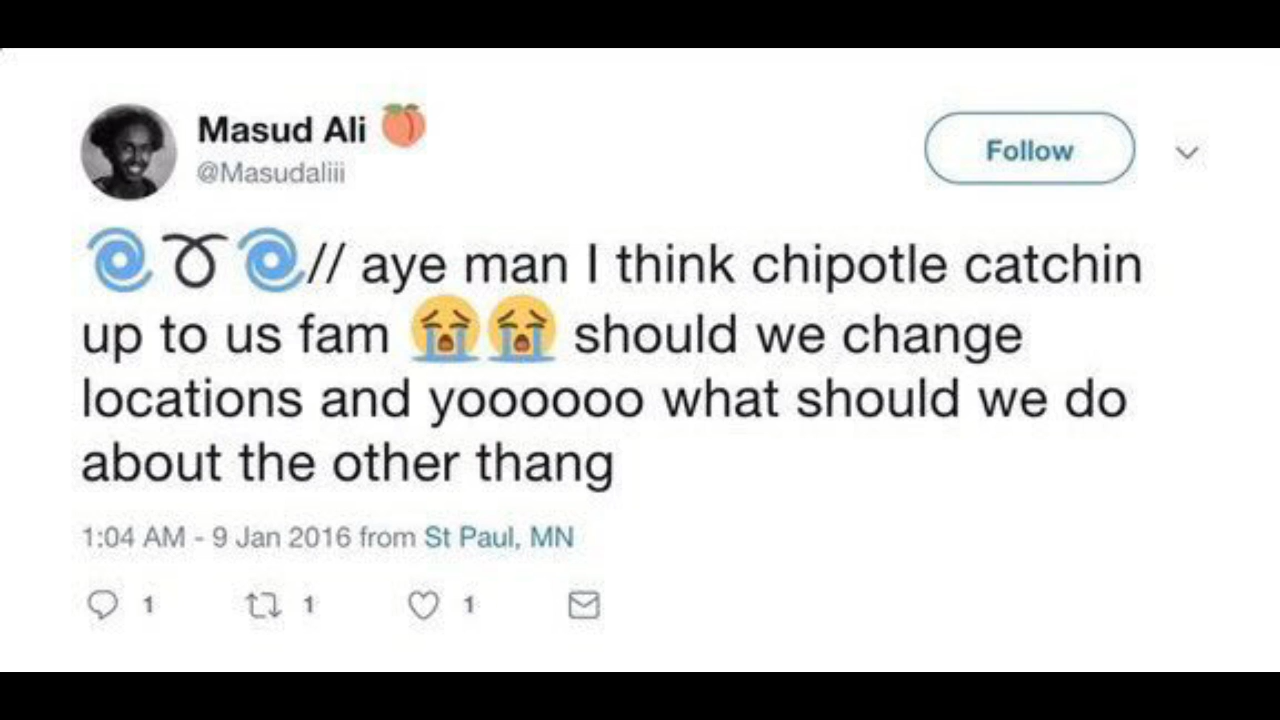 Masud Ali 🍑
@Masudaliii
Follow
🌀➰🌀// aye man I think chipotle catchin
up to us fam 😭😭 should we change
locations and yoooooo what should we do
about the other thang
1:04 AM - 9 Jan 2016 from St Paul, MN
1 1 1